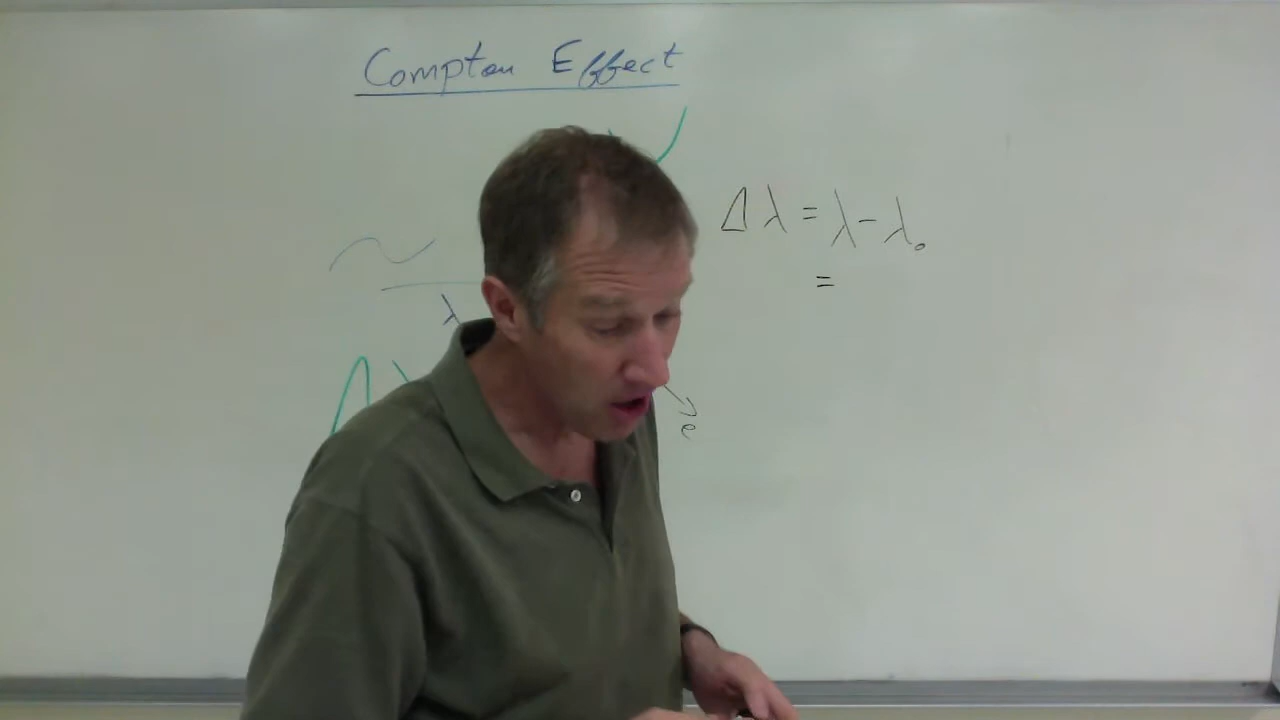 Compton Effect
Δλ = λ - λ₀
=
λ
e